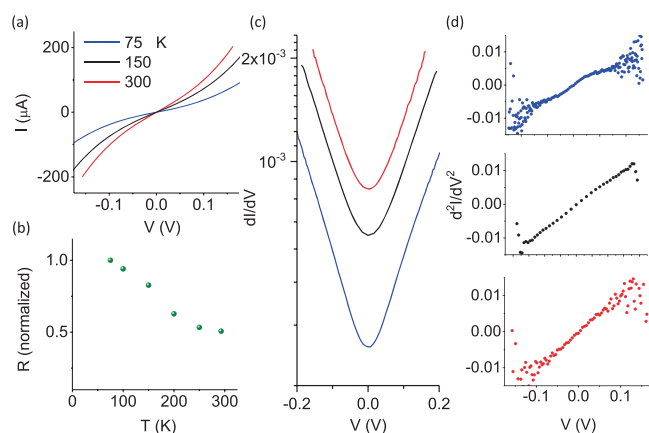 (a)
200
0
-200
I (μA)
75 K
150
300
-0.1
0.0
0.1
V (V)
(b)
1.0
0.5
R (normalized)
0
100
200
300
T (K)
(c)
2x10⁻³
10⁻³
dI/dV
-0.2
0.0
0.2
V (V)
(d)
0.01
0.00
-0.01
0.01
0.00
-0.01
0.01
0.00
-0.01
d²I/dV²
-0.1
0.0
0.1
V (V)